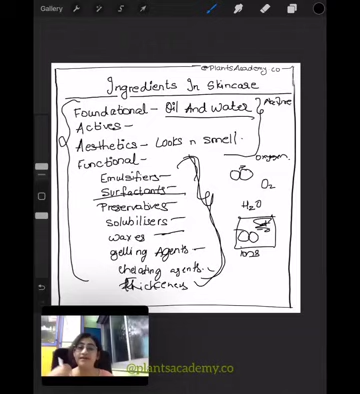 Gallery
@PlantsAcademy.co
Ingredients In Skincare
Foundational - Oil And Water
Actives -
Aesthetics - Looks n smell.
Functional -
Emulsifiers
Surfactants
Preservatives
Solubilisers
Waxes
gelling Agents
chelating agents
thickeners
Oxygen.
O2
H2O
@plantsacademy.co